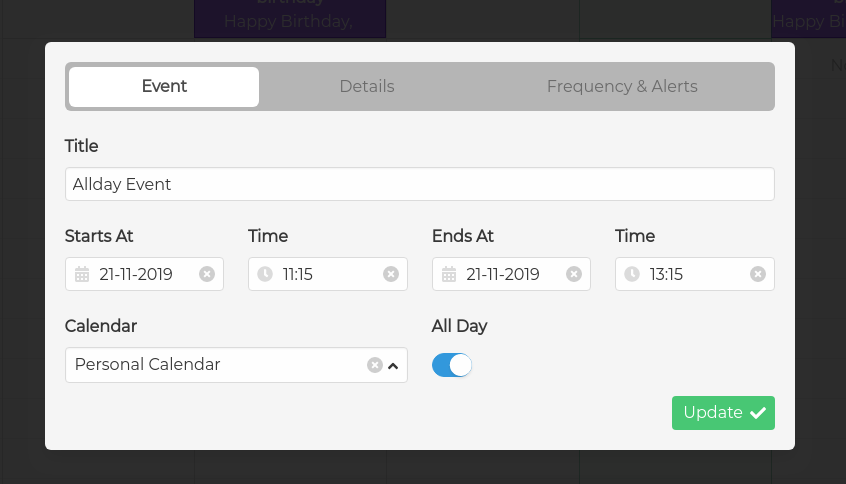 Birthday
Happy Birthday,
Happy Bi
Event Details Frequency & Alerts
Title
Allday Event
Starts At Time Ends At Time
21-11-2019 11:15 21-11-2019 13:15
Calendar All Day
Personal Calendar
Update